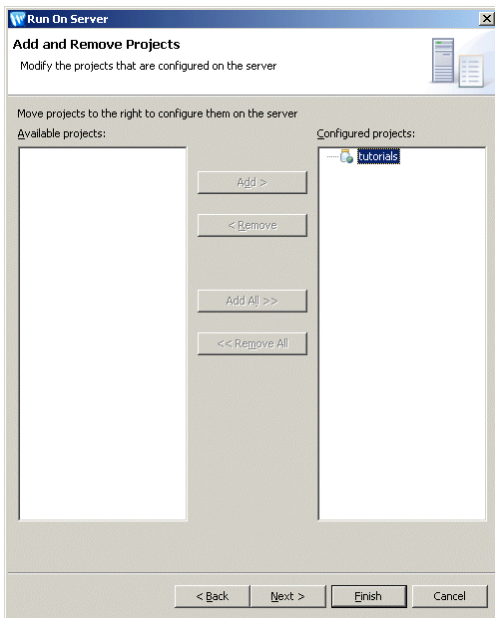 Run On Server
Add and Remove Projects
Modify the projects that are configured on the server
Move projects to the right to configure them on the server
Available projects:
Configured projects:
tutorials
Add >
< Remove
Add All >>
<< Remove All
< Back
Next >
Finish
Cancel